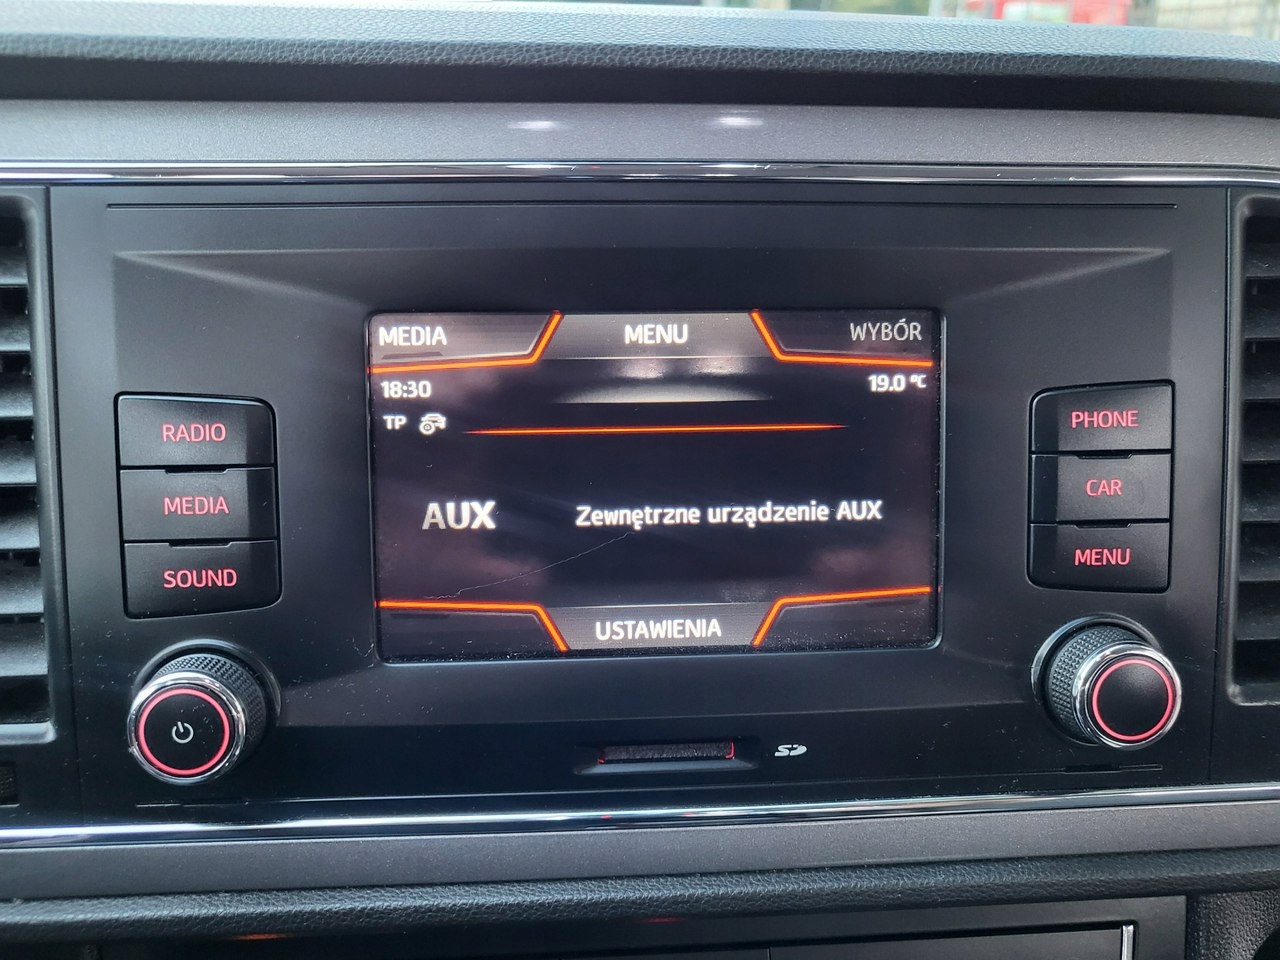 MEDIA MENU WYBÓR
18:30 19.0 °C
TP
RADIO
MEDIA
SOUND
AUX Zewnętrzne urządzenie AUX
USTAWIENIA
PHONE
CAR
MENU
SD